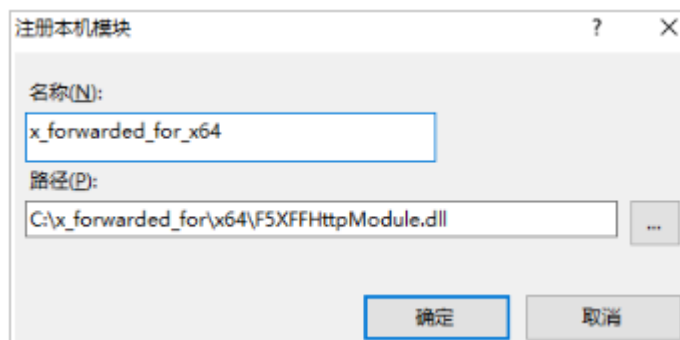 注册本机模块
?
×
名称(N):
x_forwarded_for_x64
路径(P):
C:\x_forwarded_for\x64\F5XFFHttpModule.dll
...
确定
取消